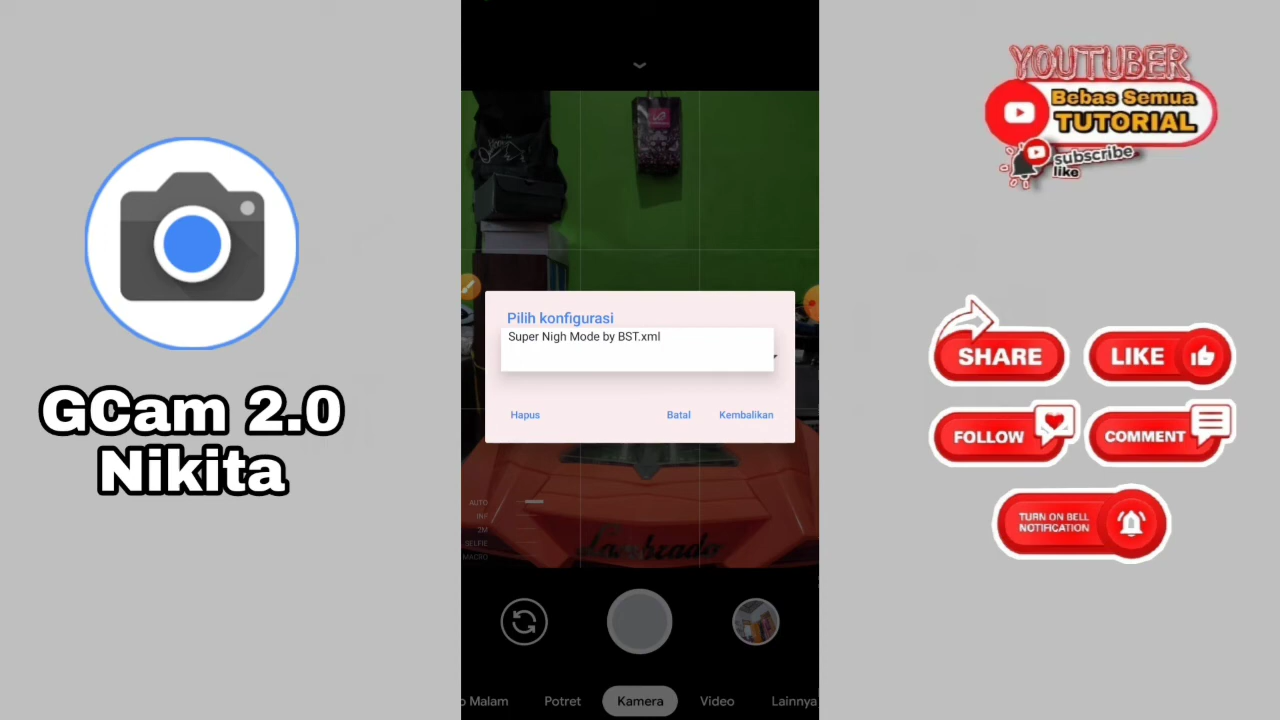 GCam 2.0
Nikita
Pilih konfigurasi
Super Nigh Mode by BST.xml
Hapus
Batal
Kembalikan
AUTO
INF
2M
SELFIE
MACRO
Lambrado
o Malam
Potret
Kamera
Video
Lainnya
YOUTUBER
Bebas Semua
TUTORIAL
subscribe
like
SHARE
LIKE
FOLLOW
COMMENT
TURN ON BELL
NOTIFICATION